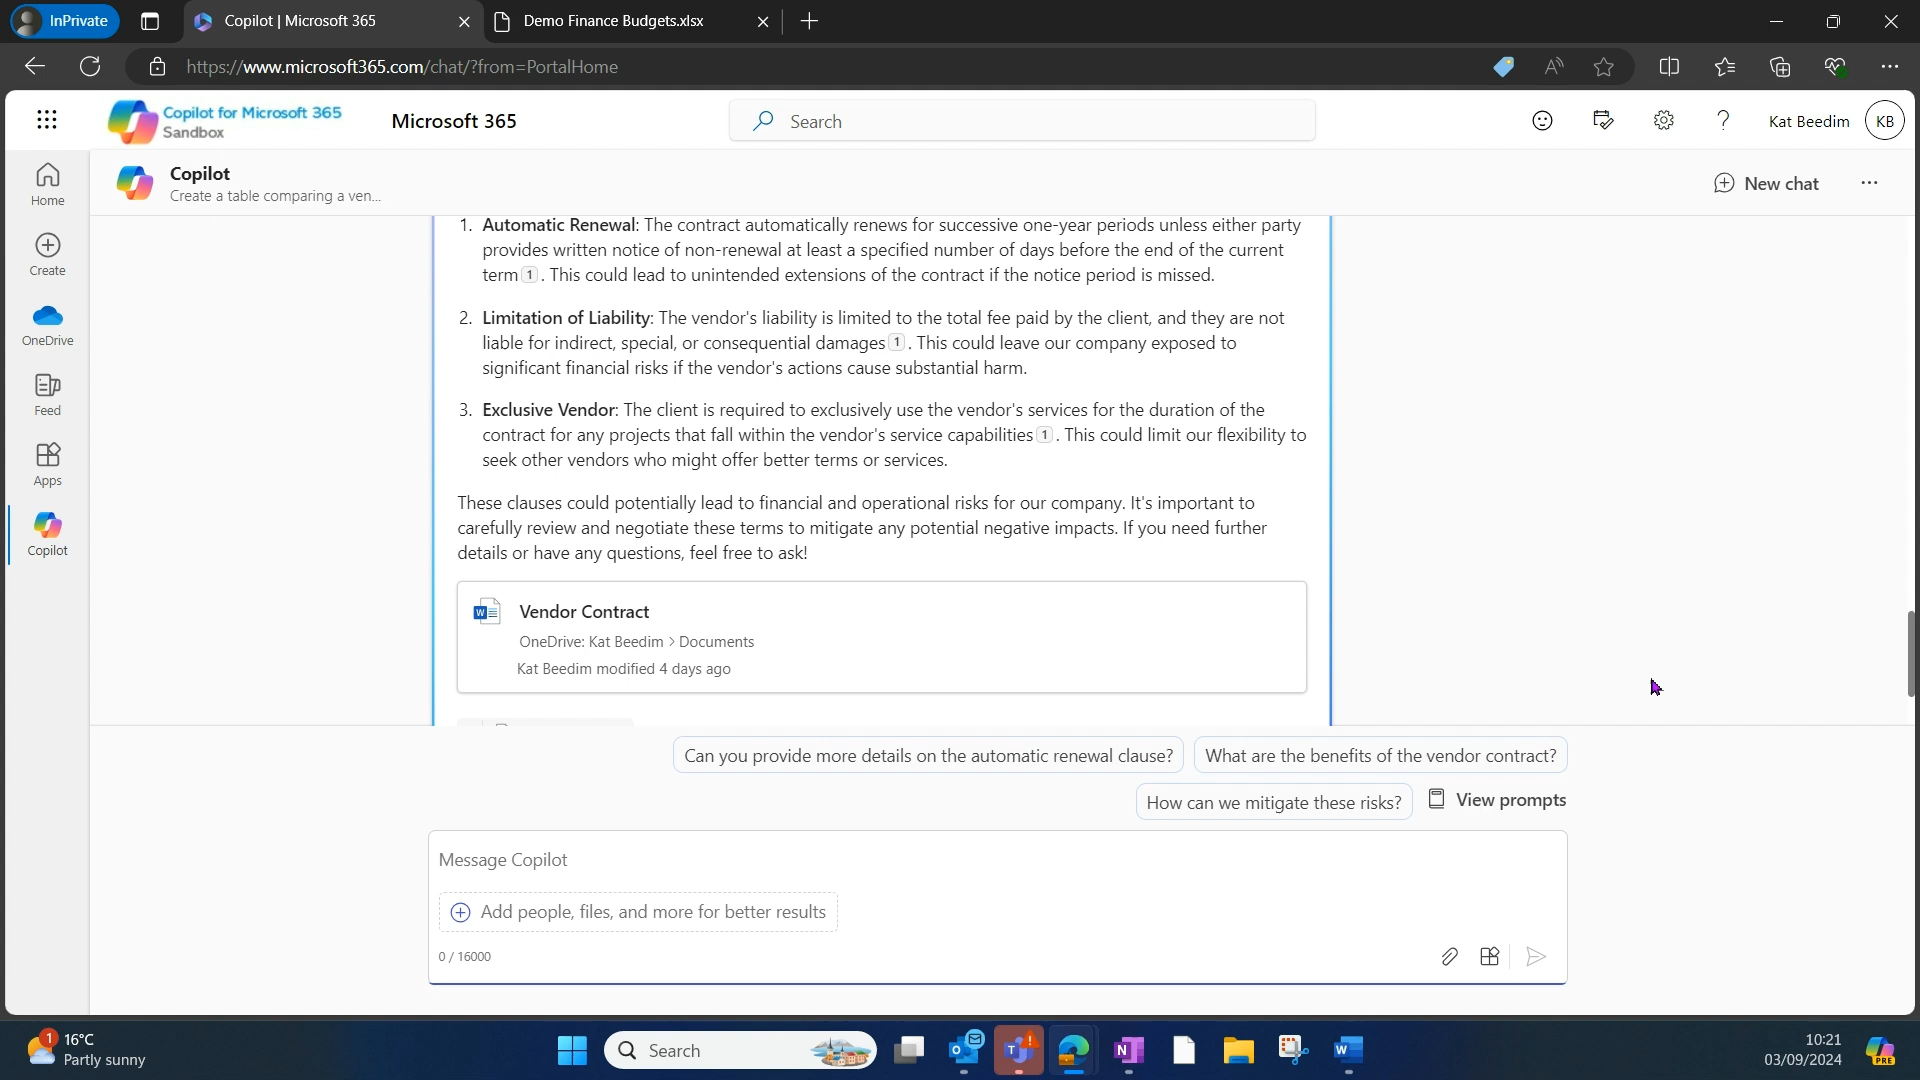 InPrivate
Copilot | Microsoft 365
Demo Finance Budgets.xlsx
https://www.microsoft365.com/chat/?from=PortalHome
Copilot for Microsoft 365
Sandbox
Microsoft 365
Search
Kat Beedim
KB
Home
Create
OneDrive
Feed
Apps
Copilot
Copilot
Create a table comparing a ven...
New chat
1. Automatic Renewal: The contract automatically renews for successive one-year periods unless either party
provides written notice of non-renewal at least a specified number of days before the end of the current
term 1 . This could lead to unintended extensions of the contract if the notice period is missed.
2. Limitation of Liability: The vendor's liability is limited to the total fee paid by the client, and they are not
liable for indirect, special, or consequential damages 1 . This could leave our company exposed to
significant financial risks if the vendor's actions cause substantial harm.
3. Exclusive Vendor: The client is required to exclusively use the vendor's services for the duration of the
contract for any projects that fall within the vendor's service capabilities 1 . This could limit our flexibility to
seek other vendors who might offer better terms or services.
These clauses could potentially lead to financial and operational risks for our company. It's important to
carefully review and negotiate these terms to mitigate any potential negative impacts. If you need further
details or have any questions, feel free to ask!
Vendor Contract
OneDrive: Kat Beedim > Documents
Kat Beedim modified 4 days ago
Can you provide more details on the automatic renewal clause?
What are the benefits of the vendor contract?
How can we mitigate these risks?
View prompts
Message Copilot
Add people, files, and more for better results
0 / 16000
1
16°C
Partly sunny
Search
10:21
03/09/2024
PRE